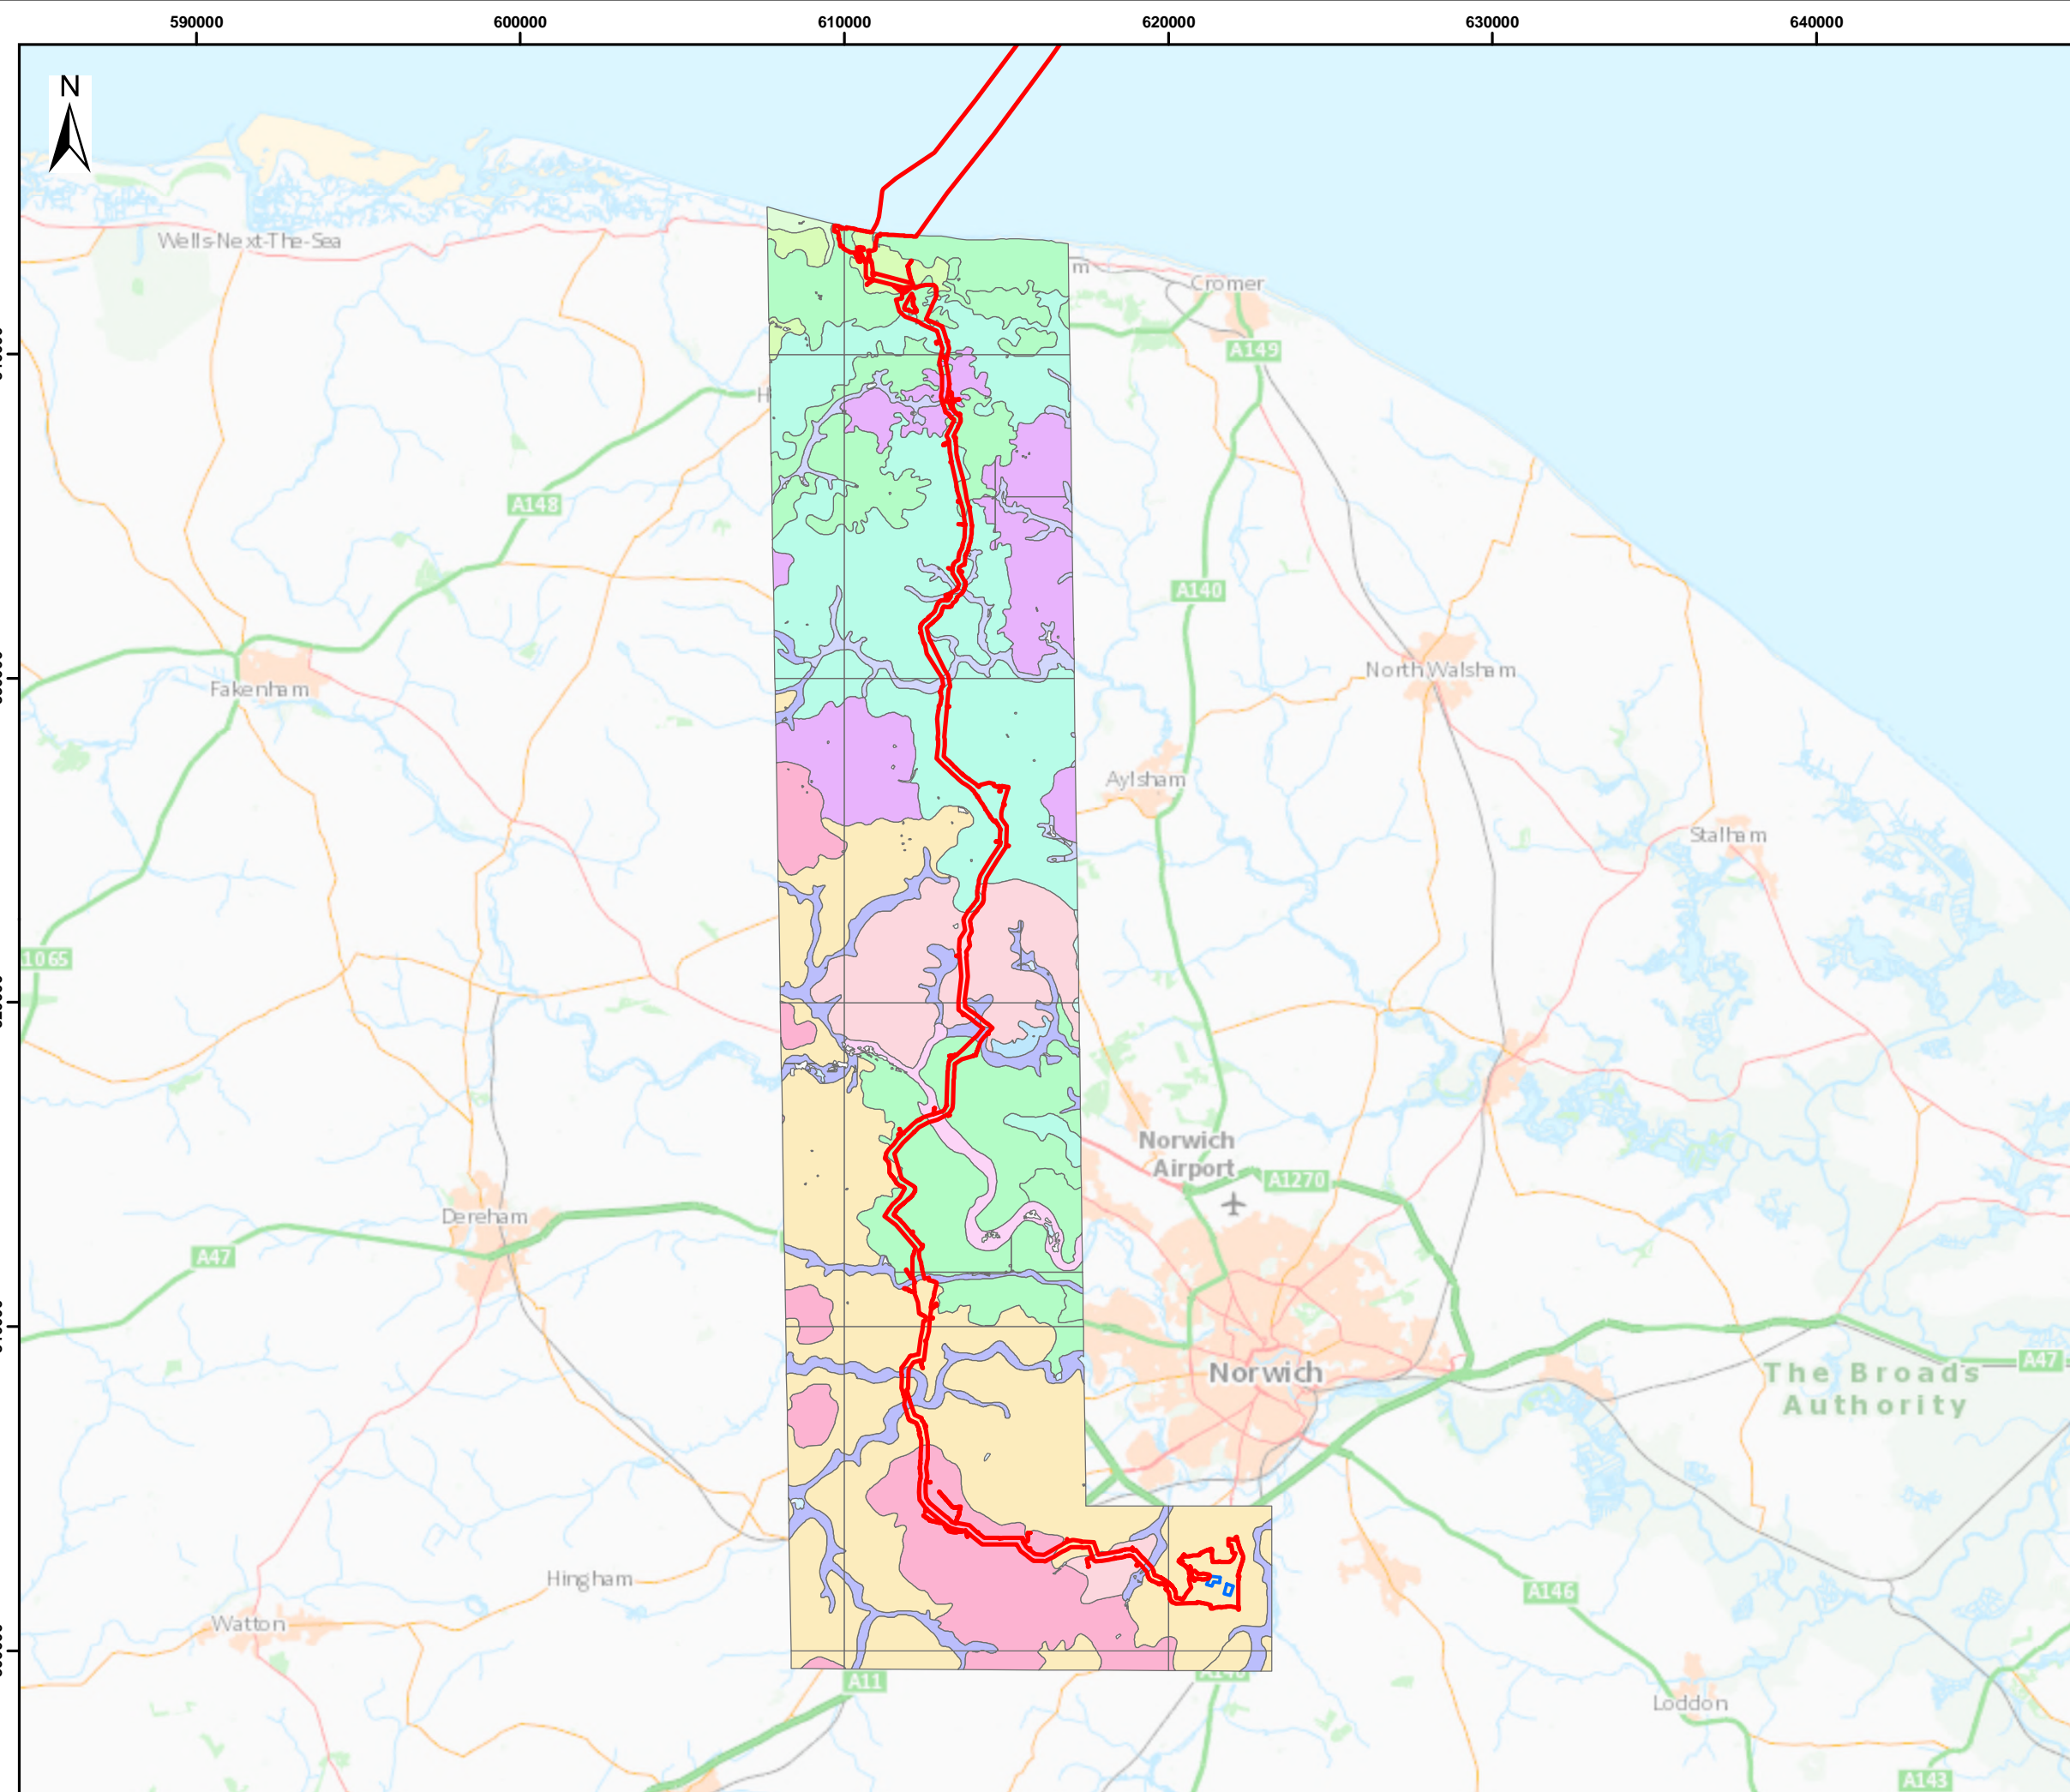 590000 600000 610000 620000 630000 640000
N
Wells-Next-The-Sea
m
Cromer
A149
H
A148
A140
North Walsham
Fakenham
Aylsham
Stalham
1065
Norwich
Airport
A1270
Dereham
A47
Norwich
The Broads
Authority
A47
Hingham
A146
Watton
A11
Loddon
A143